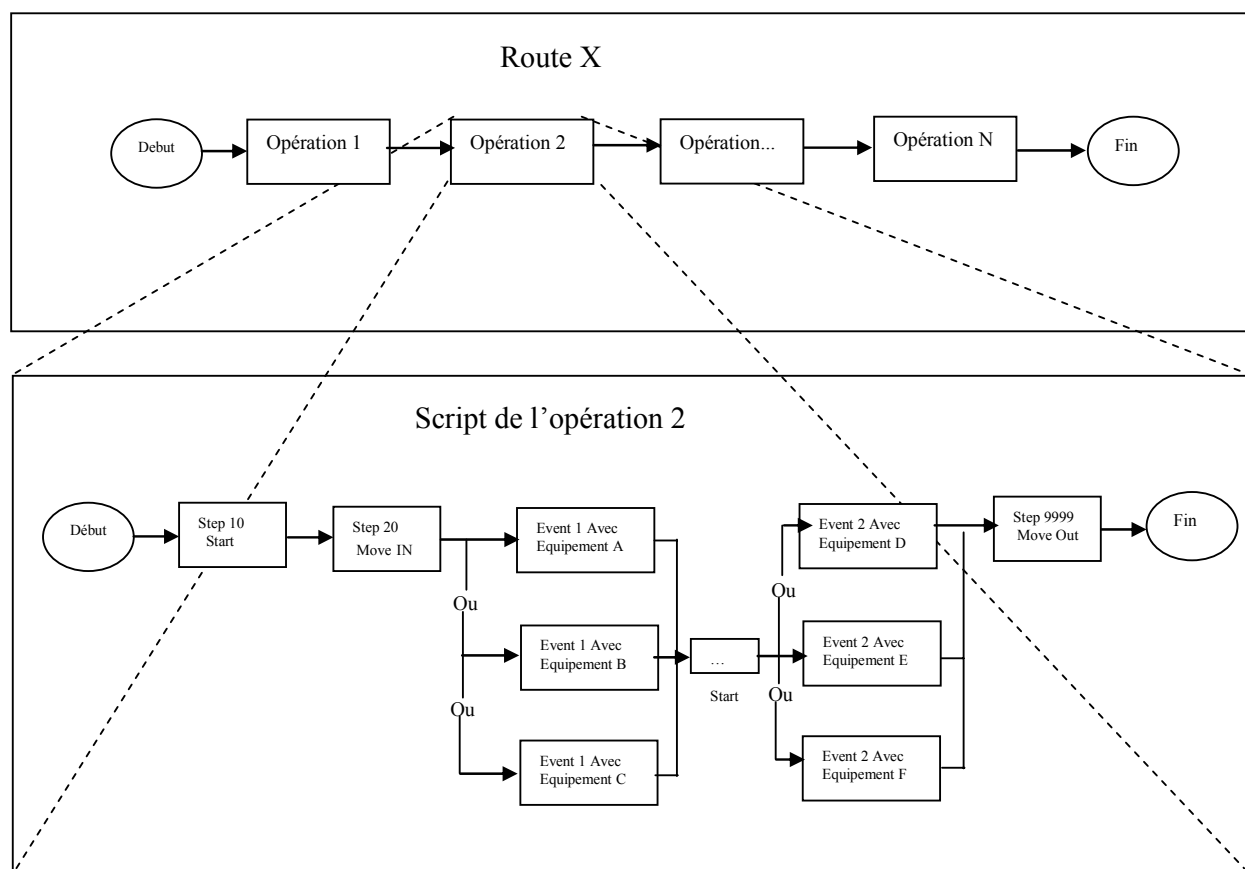 Route X
Debut
Opération 1
Opération 2
Opération...
Opération N
Fin
Script de l’opération 2
Début
Step 10
Start
Step 20
Move IN
Event 1 Avec
Equipement A
Ou
Event 1 Avec
Equipement B
Ou
Event 1 Avec
Equipement C
…
Start
Event 2 Avec
Equipement D
Ou
Event 2 Avec
Equipement E
Ou
Event 2 Avec
Equipement F
Step 9999
Move Out
Fin